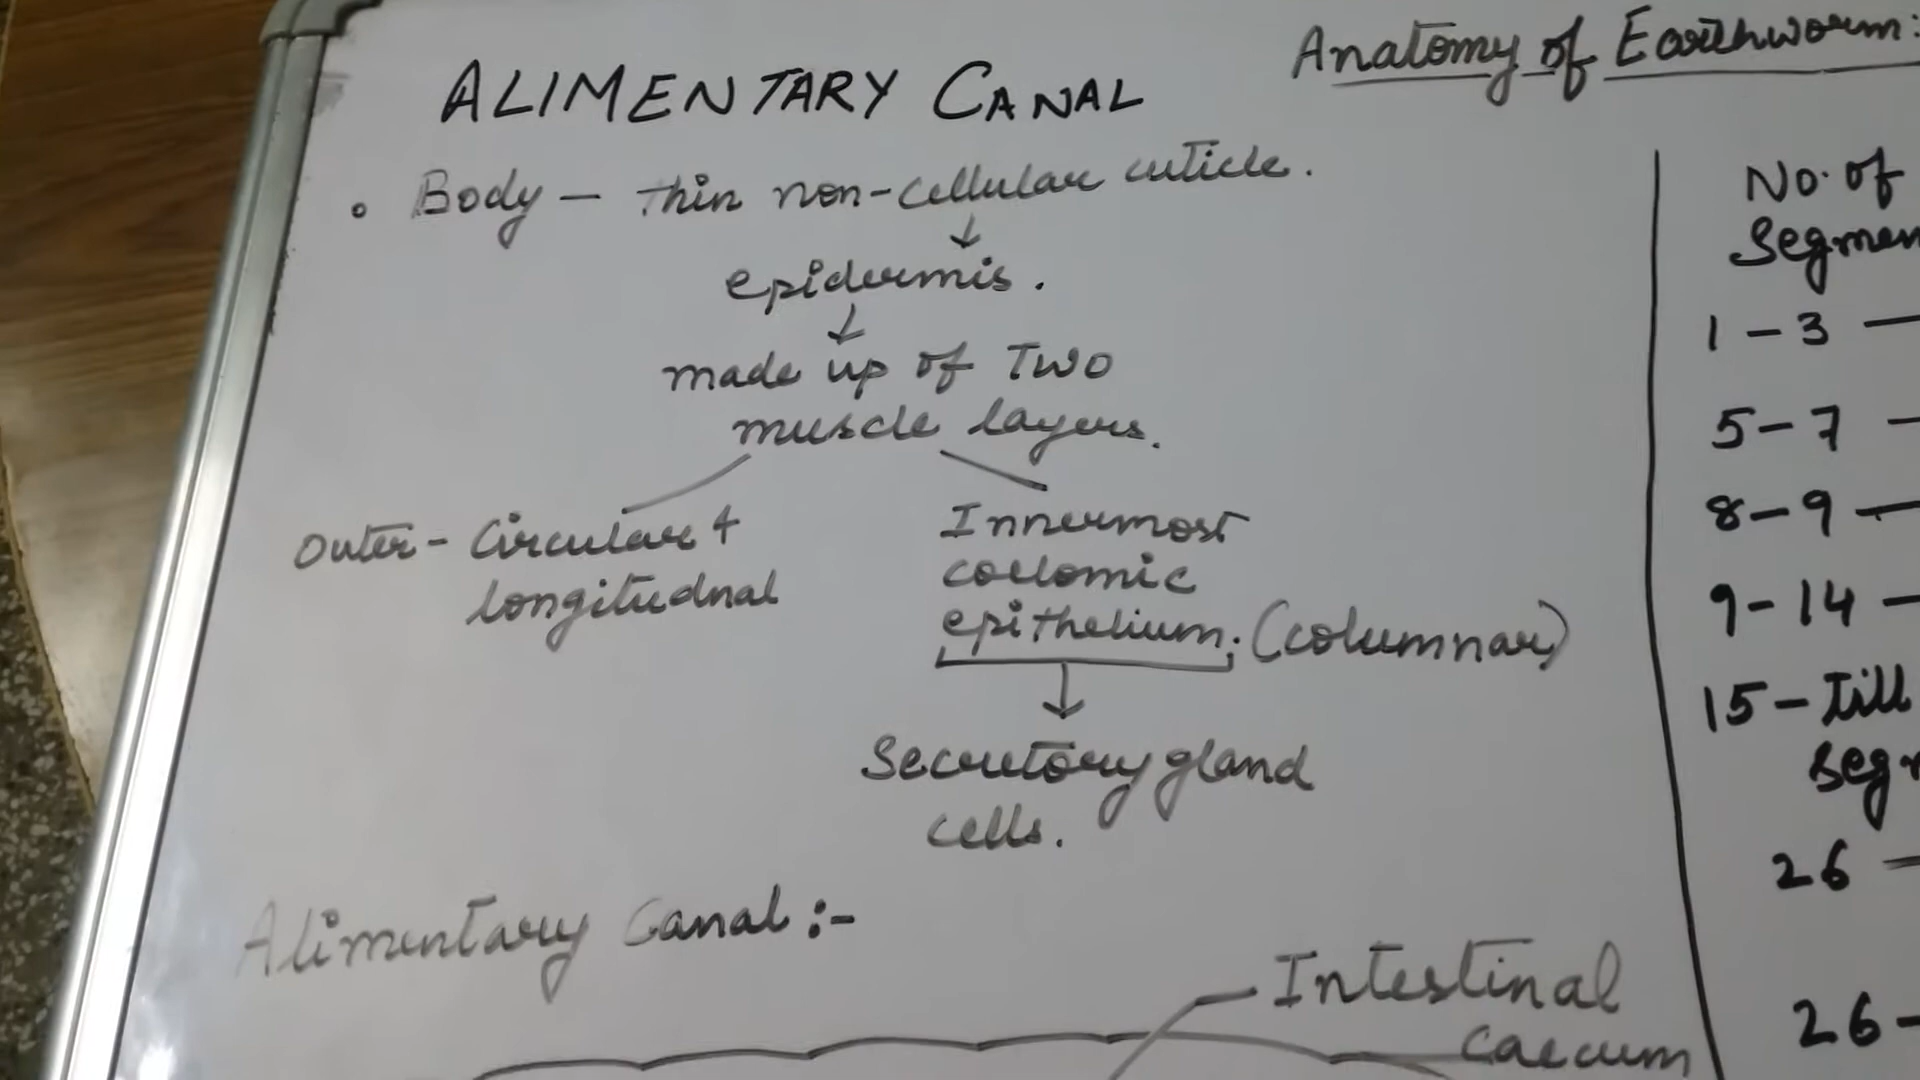 Anatomy of Earthworm:
ALIMENTARY CANAL
• Body - thin non-cellular cuticle.
↓
epidermis.
↓
made up of Two
muscle layers.
Outer - Circular +
longitudnal
Innermost
coelomic
epithelium. (columnar)
↓
Secretory gland
cells.
Alimentary Canal :-
Intestinal
caecum
No. of
Segmen
1 - 3 —
5 - 7 -
8 - 9 —
9 - 14 —
15 - Till
segm
26 —
26 -